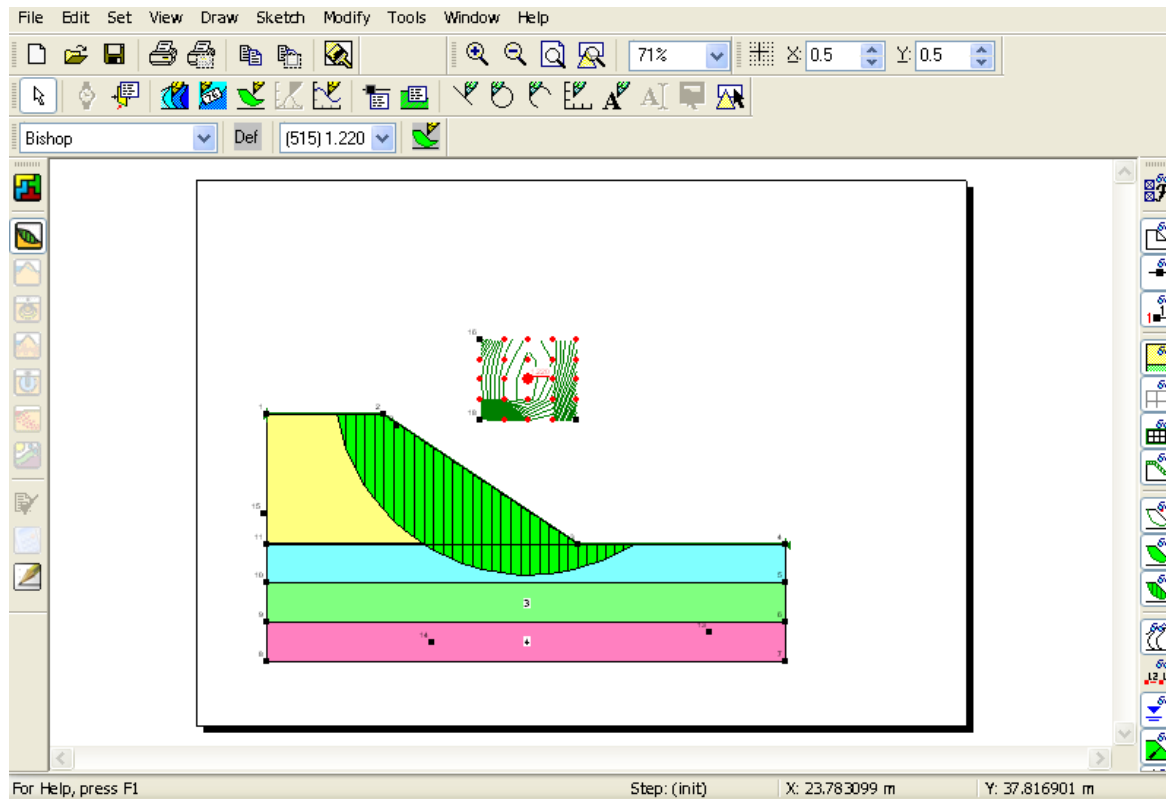 File Edit Set View Draw Sketch Modify Tools Window Help
71% X: 0.5 Y: 0.5
Bishop Def (515) 1.220
16
18
1 2
15
11 4
10 5
3
9 6
14 4
8 7
For Help, press F1 Step: (init) X: 23.783099 m Y: 37.816901 m